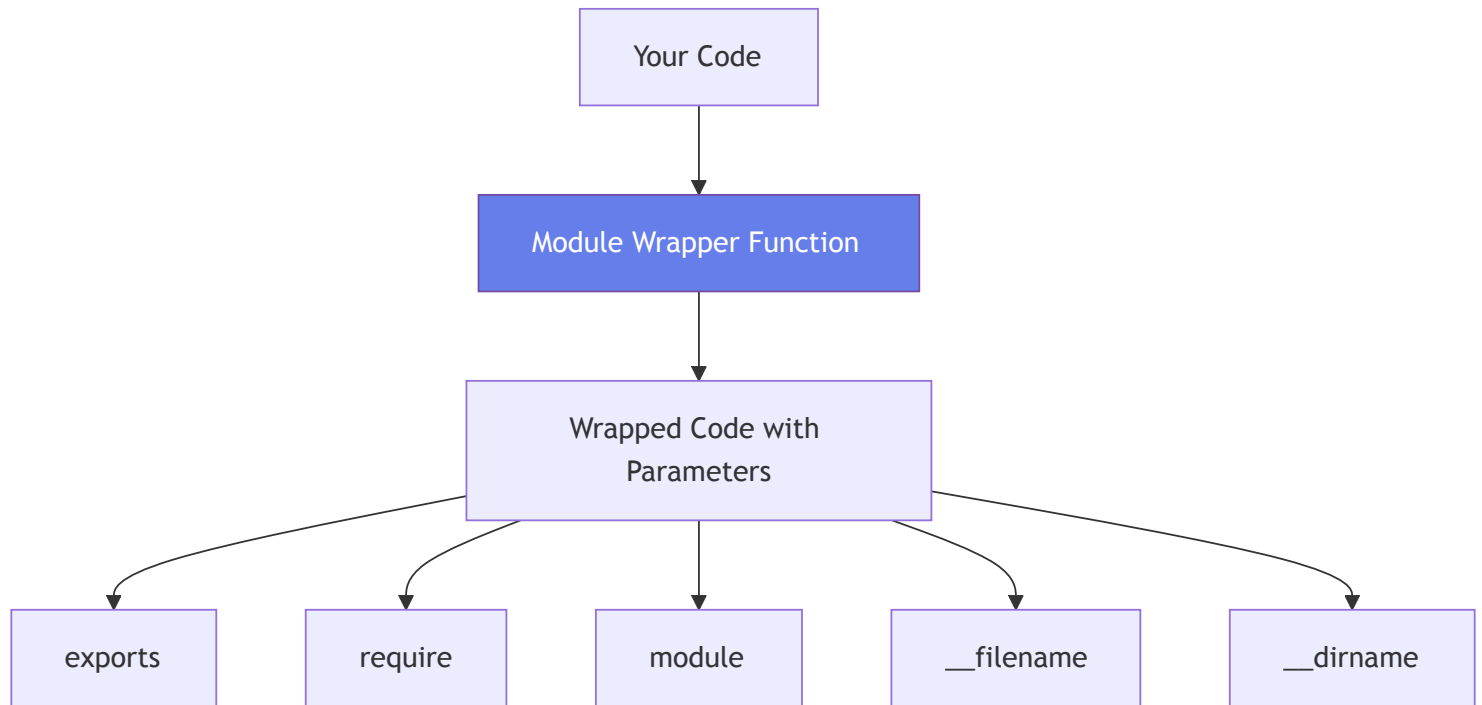 Your Code
Module Wrapper Function
Wrapped Code with
Parameters
exports
require
module
__filename
__dirname